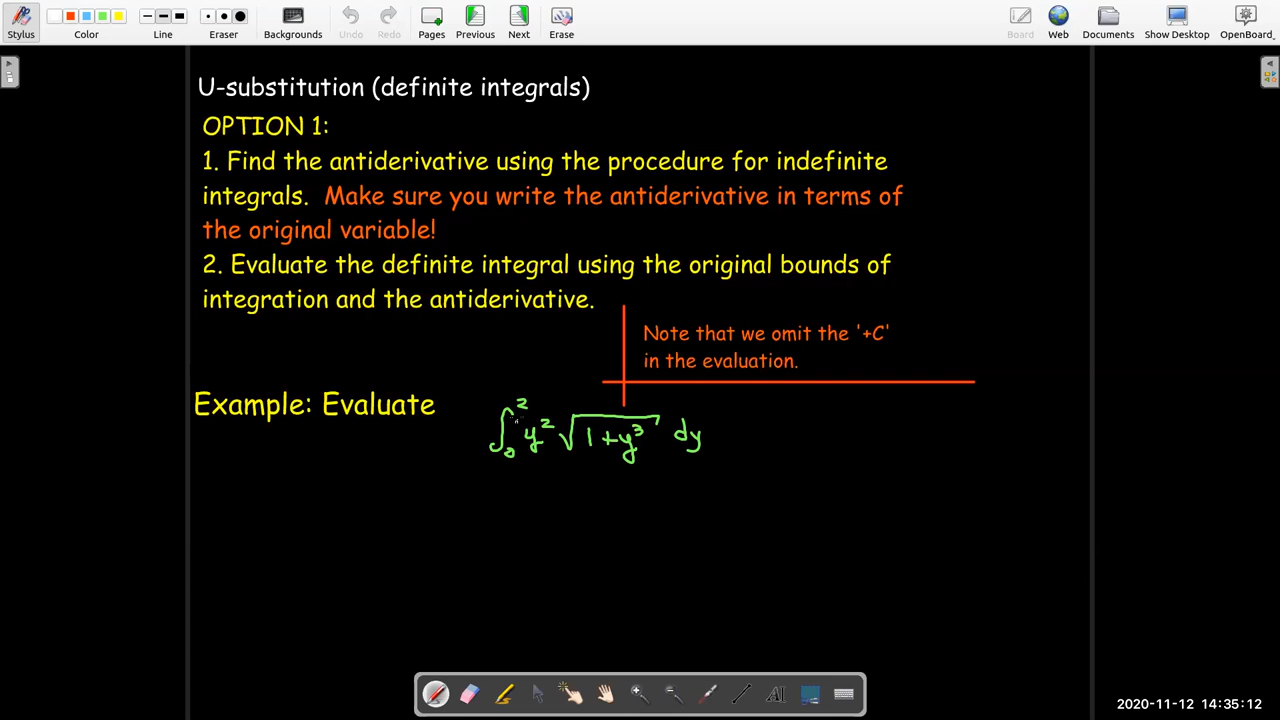 Stylus Color Line Eraser Backgrounds Undo Redo Pages Previous Next Erase Board Web Documents Show Desktop OpenBoard
U-substitution (definite integrals)
OPTION 1:
1. Find the antiderivative using the procedure for indefinite
integrals. Make sure you write the antiderivative in terms of
the original variable!
2. Evaluate the definite integral using the original bounds of
integration and the antiderivative.
Note that we omit the '+C'
in the evaluation.
Example: Evaluate ∫₀² y² √(1+y³) dy
2020-11-12 14:35:12